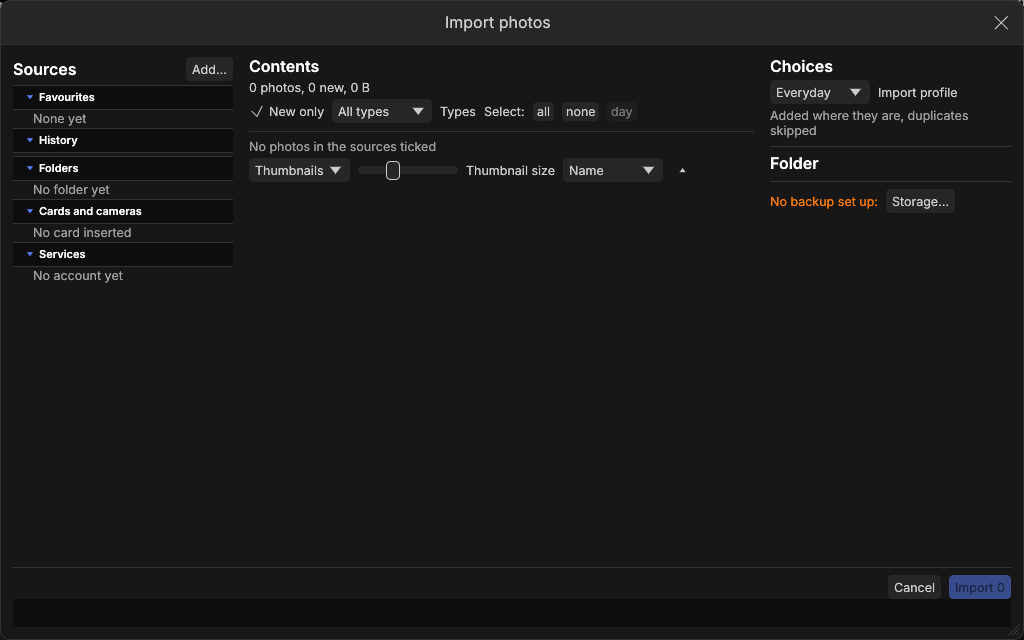 Import photos
Sources
Add...
Favourites
None yet
History
Folders
No folder yet
Cards and cameras
No card inserted
Services
No account yet
Contents
0 photos, 0 new, 0 B
New only All types Types Select: all none day
No photos in the sources ticked
Thumbnails Thumbnail size Name
Choices
Everyday Import profile
Added where they are, duplicates
skipped
Folder
No backup set up: Storage...
Cancel Import 0